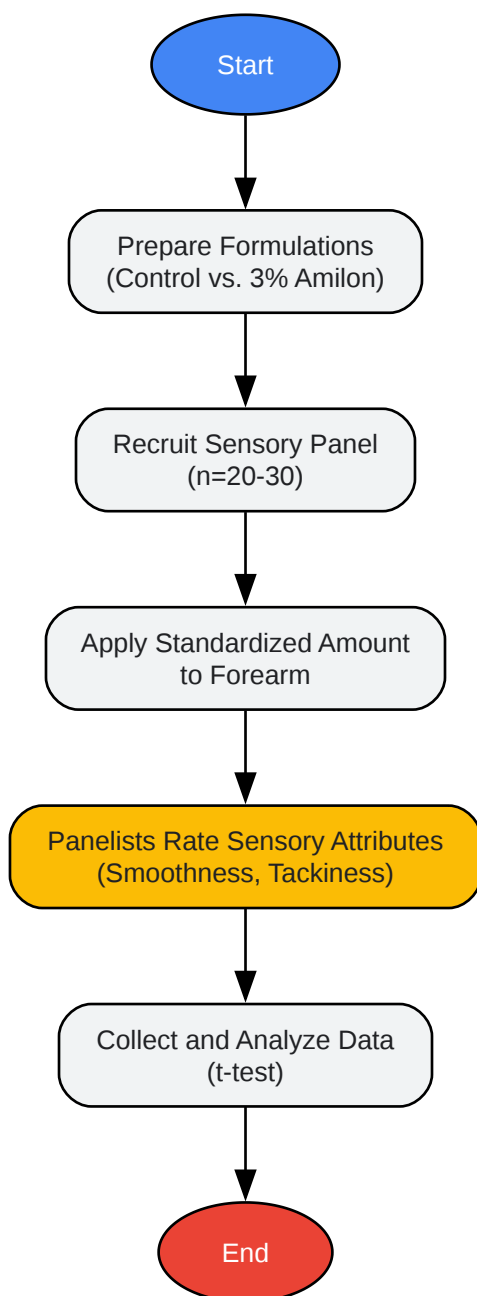 Start
Prepare Formulations
(Control vs. 3% Amilon)
Recruit Sensory Panel
(n=20-30)
Apply Standardized Amount
to Forearm
Panelists Rate Sensory Attributes
(Smoothness, Tackiness)
Collect and Analyze Data
(t-test)
End